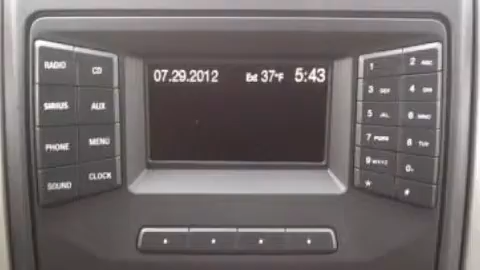 RADIO CD
SIRIUS AUX
PHONE MENU
SOUND CLOCK
07.29.2012 Ext 37°F 5:43
1 2 ABC
3 DEF 4 GHI
5 JKL 6 MNO
7 PQRS 8 TUV
9 WXYZ 0
* #